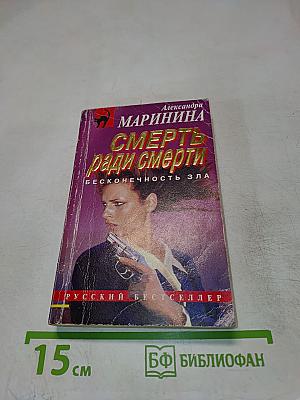 Александра
МАРИНИНА
СМЕРТЬ
ради смерти
БЕСКОНЕЧНОСТЬ ЗЛА
РУССКИЙ БЕСТСЕЛЛЕР
15 см
БФ БИБЛИОФАН